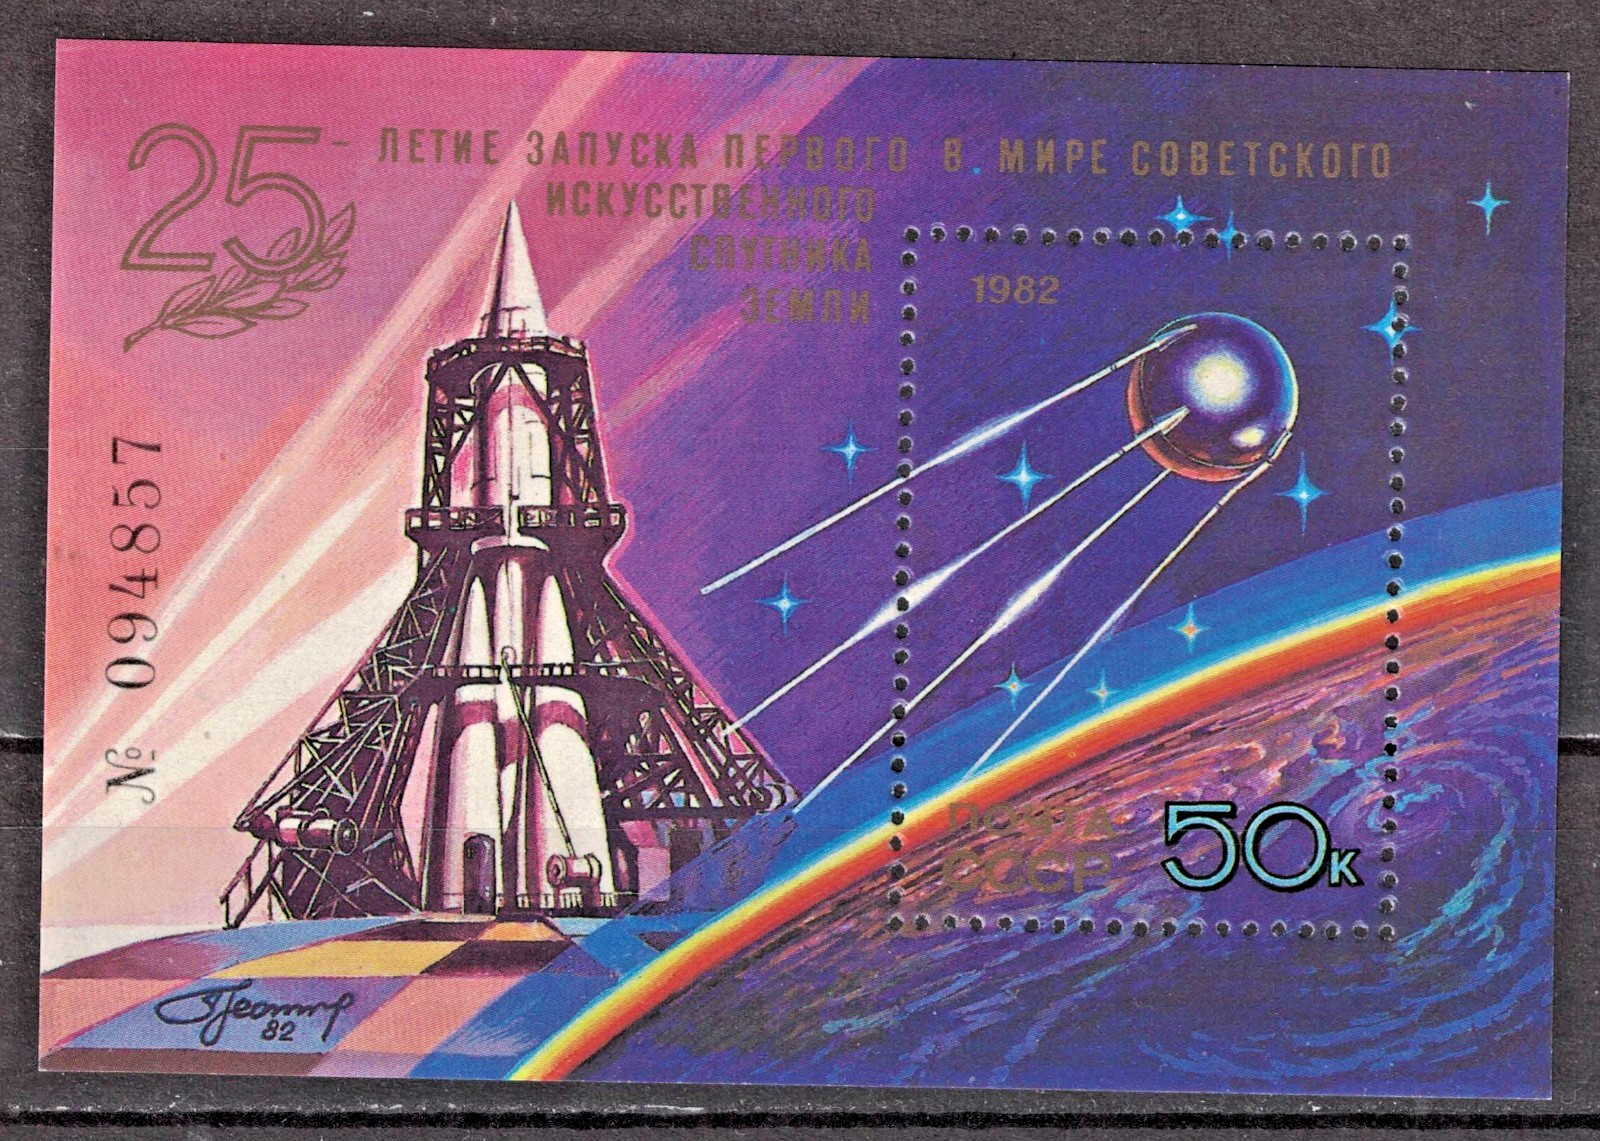 25-ЛЕТИЕ ЗАПУСКА ПЕРВОГО В МИРЕ СОВЕТСКОГО
ИСКУССТВЕННОГО
СПУТНИКА
ЗЕМЛИ
1982
№ 094857
ПОЧТА
СССР
50К
82